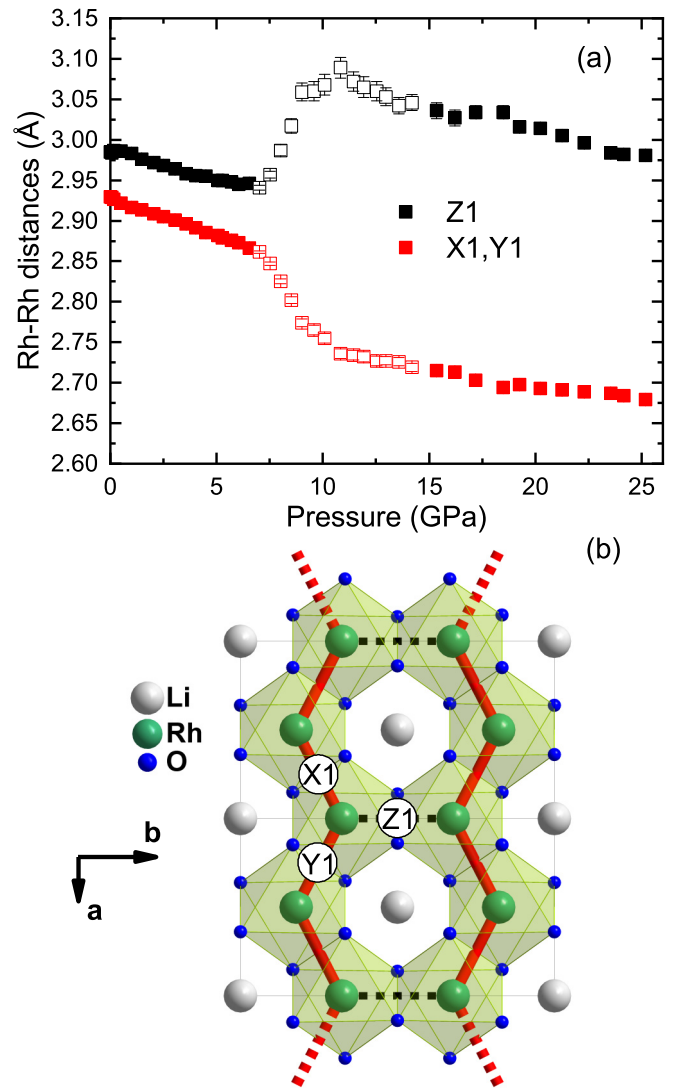 3.15
(a)
3.10
3.05
3.00
2.95
2.90
2.85
2.80
2.75
2.70
2.65
2.60
Rh-Rh distances (Å)
Z1
X1,Y1
0
5
10
15
20
25
Pressure (GPa)
(b)
Li
Rh
O
X1
Z1
Y1
b
a